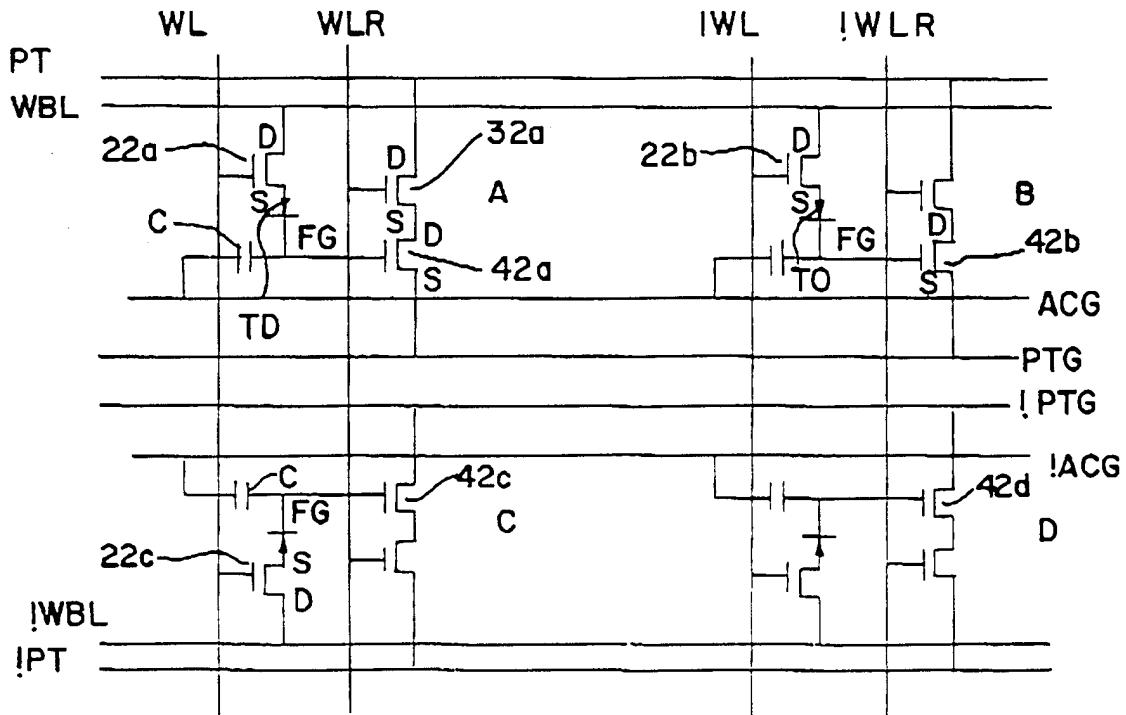 WL WLR !WL !WLR
PT
WBL
22a D D 32a A 22b D B
S S S
C FG D FG D 42b
42a S TO S
ACG
TD
PTG
!PTG
!ACG
C 42c 42d
FG C D
22c S
D
!WBL
!PT